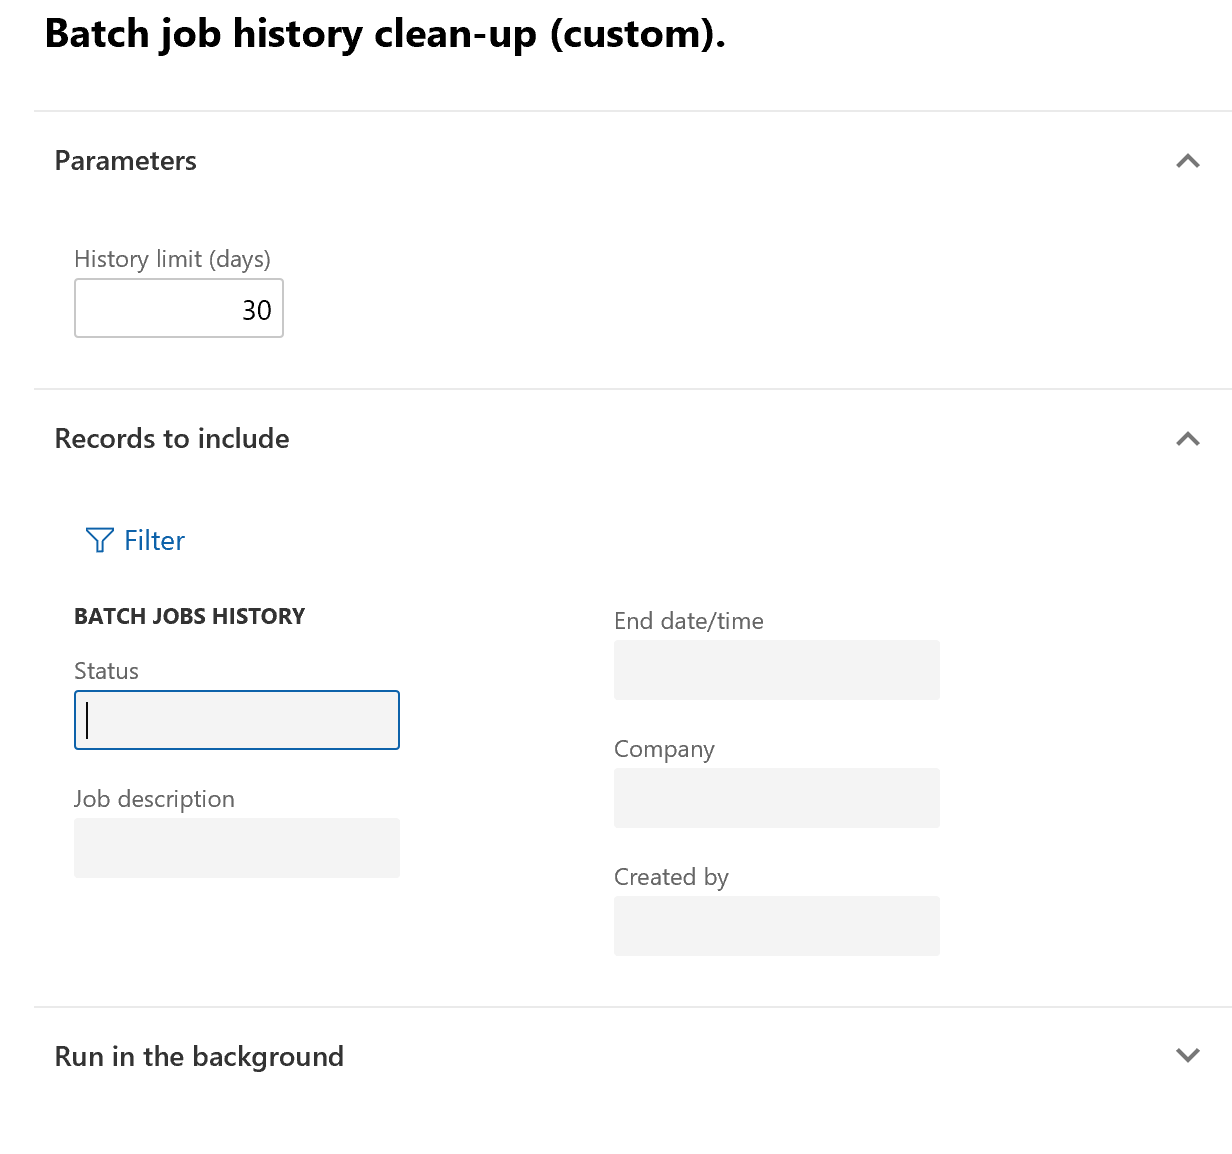 Batch job history clean-up (custom).
Parameters
History limit (days)
30
Records to include
Filter
BATCH JOBS HISTORY
Status
Job description
End date/time
Company
Created by
Run in the background